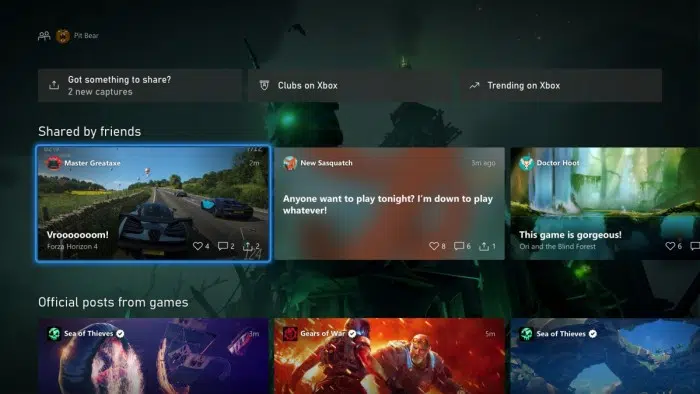 Pit Bear
Got something to share?
2 new captures
Clubs on Xbox
Trending on Xbox
Shared by friends
Master Greataxe
2m
Vrooooooom!
Forza Horizon 4
4
2
2
New Sasquatch
3m ago
Anyone want to play tonight? I'm down to play
whatever!
8
6
1
Doctor Hoot
This game is gorgeous!
Ori and the Blind Forest
6
Official posts from games
Sea of Thieves
Gears of War
5m
Sea of Thieves